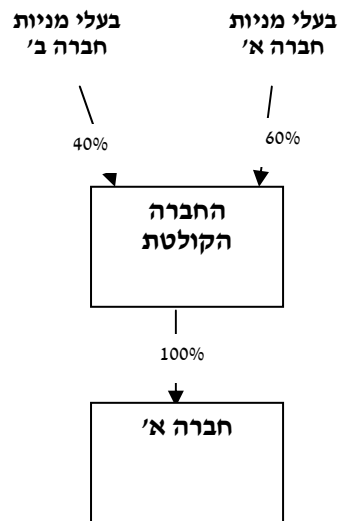 בעלי מניות
חברה א'
בעלי מניות
חברה ב'
60%
40%
החברה
הקולטת
100%
חברה א'